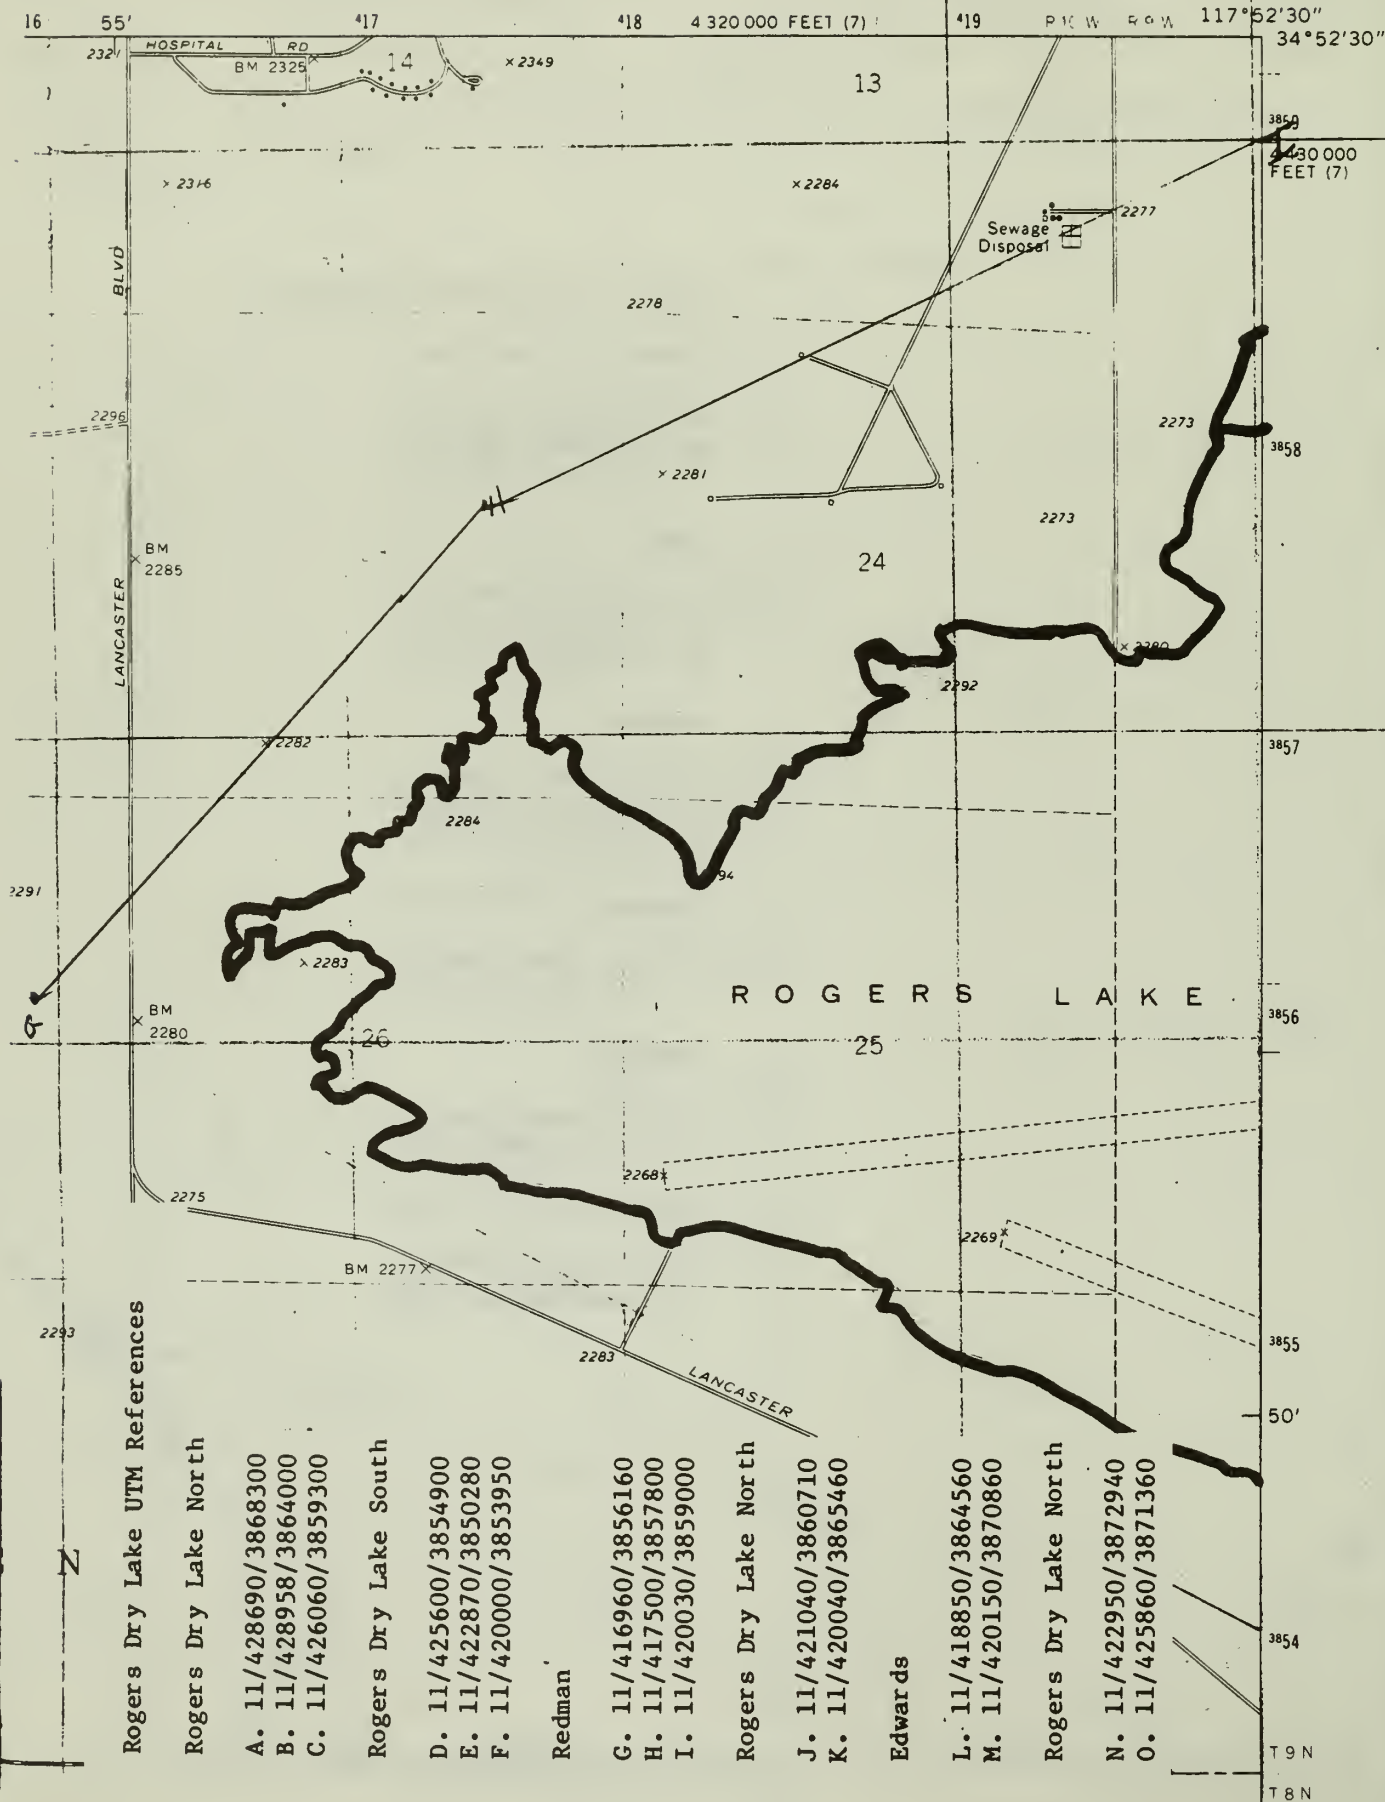 16 55' 417 418 4 320 000 FEET (7) 419 R 10 W R 9 W 117°52'30"
34°52'30"
2321 HOSPITAL RD
BM 2325 14 ×2349
13
3859
4 430 000
FEET (7)
×2316 ×2284
2277
Sewage
Disposal
BLVD
2278
2296
2273
3858
×2281
2273
BM
2285
24
LANCASTER
×2280
2292
×2282
3857
2284
94
2291
×2283
ROGERS LAKE
BM
2280
G
3856
26 25
2268×
2275
2269×
BM 2277
2293
2283
3855
LANCASTER
50'
3854
T 9 N
T 8 N
N
Rogers Dry Lake UTM References
Rogers Dry Lake North
A. 11/428690/3868300
B. 11/428958/3864000
C. 11/426060/3859300
Rogers Dry Lake South
D. 11/425600/3854900
E. 11/422870/3850280
F. 11/420000/3853950
Redman
G. 11/416960/3856160
H. 11/417500/3857800
I. 11/420030/3859000
Rogers Dry Lake North
J. 11/421040/3860710
K. 11/420040/3865460
Edwards
L. 11/418850/3864560
M. 11/420150/3870860
Rogers Dry Lake North
N. 11/422950/3872940
O. 11/425860/3871360